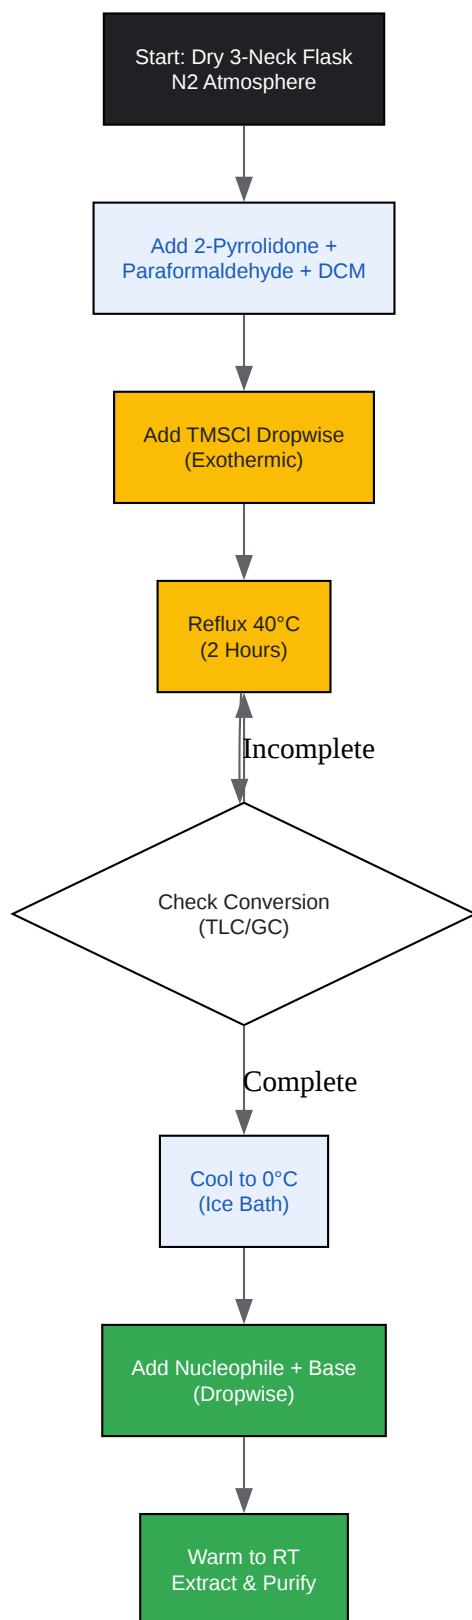 Start: Dry 3-Neck Flask
N2 Atmosphere
Add 2-Pyrrolidone +
Paraformaldehyde + DCM
Add TMSCl Dropwise
(Exothermic)
Reflux 40°C
(2 Hours)
Incomplete
Check Conversion
(TLC/GC)
Complete
Cool to 0°C
(Ice Bath)
Add Nucleophile + Base
(Dropwise)
Warm to RT
Extract & Purify